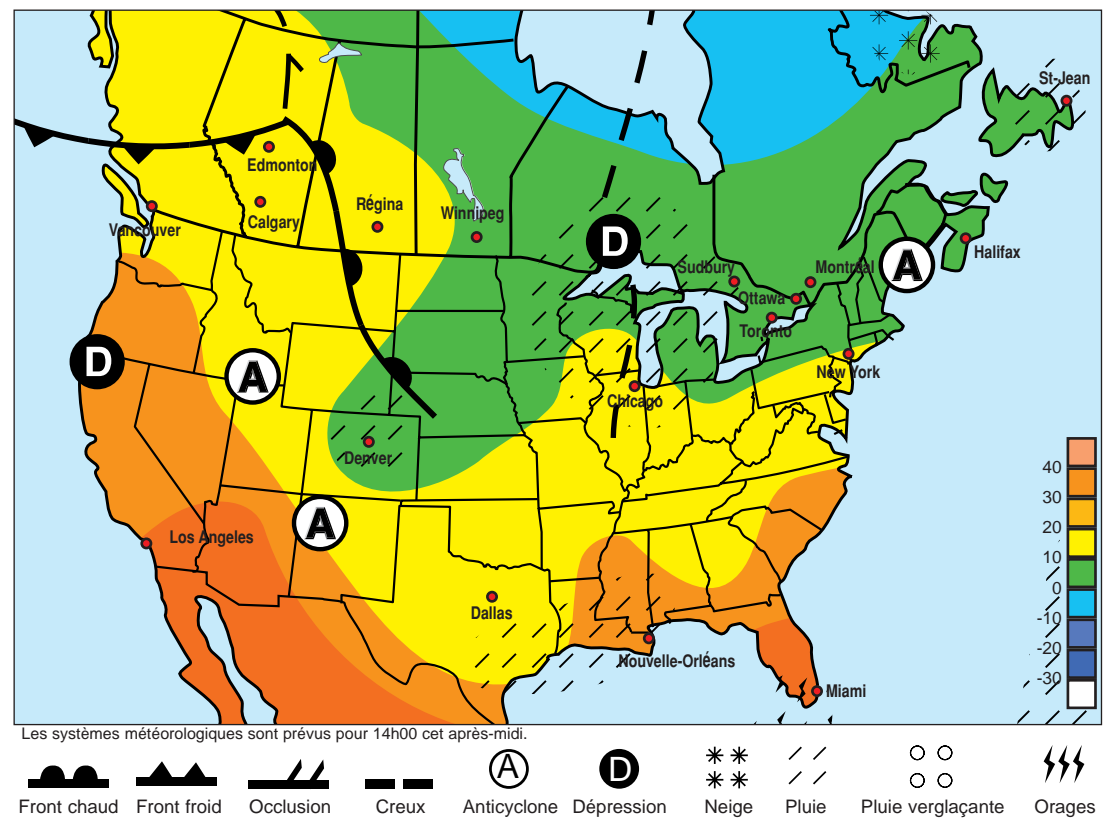 St-Jean
Edmonton
Vancouver
Calgary
Régina
Winnipeg
D
Sudbury
Montréal
A
Halifax
Ottawa
Toronto
D
A
New York
Chicago
Denver
A
Los Angeles
Dallas
Nouvelle-Orléans
Miami
40
30
20
10
0
-10
-20
-30
Les systèmes météorologiques sont prévus pour 14h00 cet après-midi.
A
D
Front chaud
Front froid
Occlusion
Creux
Anticyclone
Dépression
Neige
Pluie
Pluie verglaçante
Orages